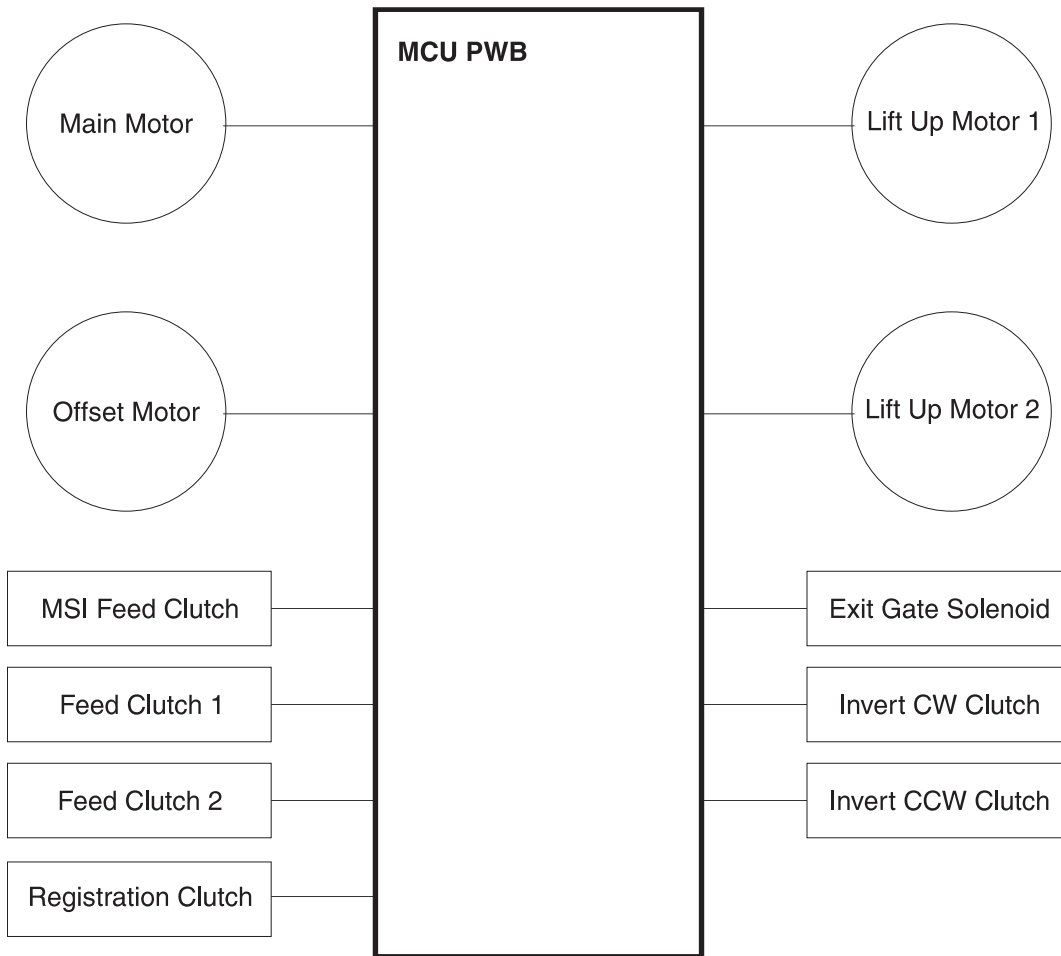 MCU PWB
Main Motor
Lift Up Motor 1
Offset Motor
Lift Up Motor 2
MSI Feed Clutch
Exit Gate Solenoid
Feed Clutch 1
Invert CW Clutch
Feed Clutch 2
Invert CCW Clutch
Registration Clutch